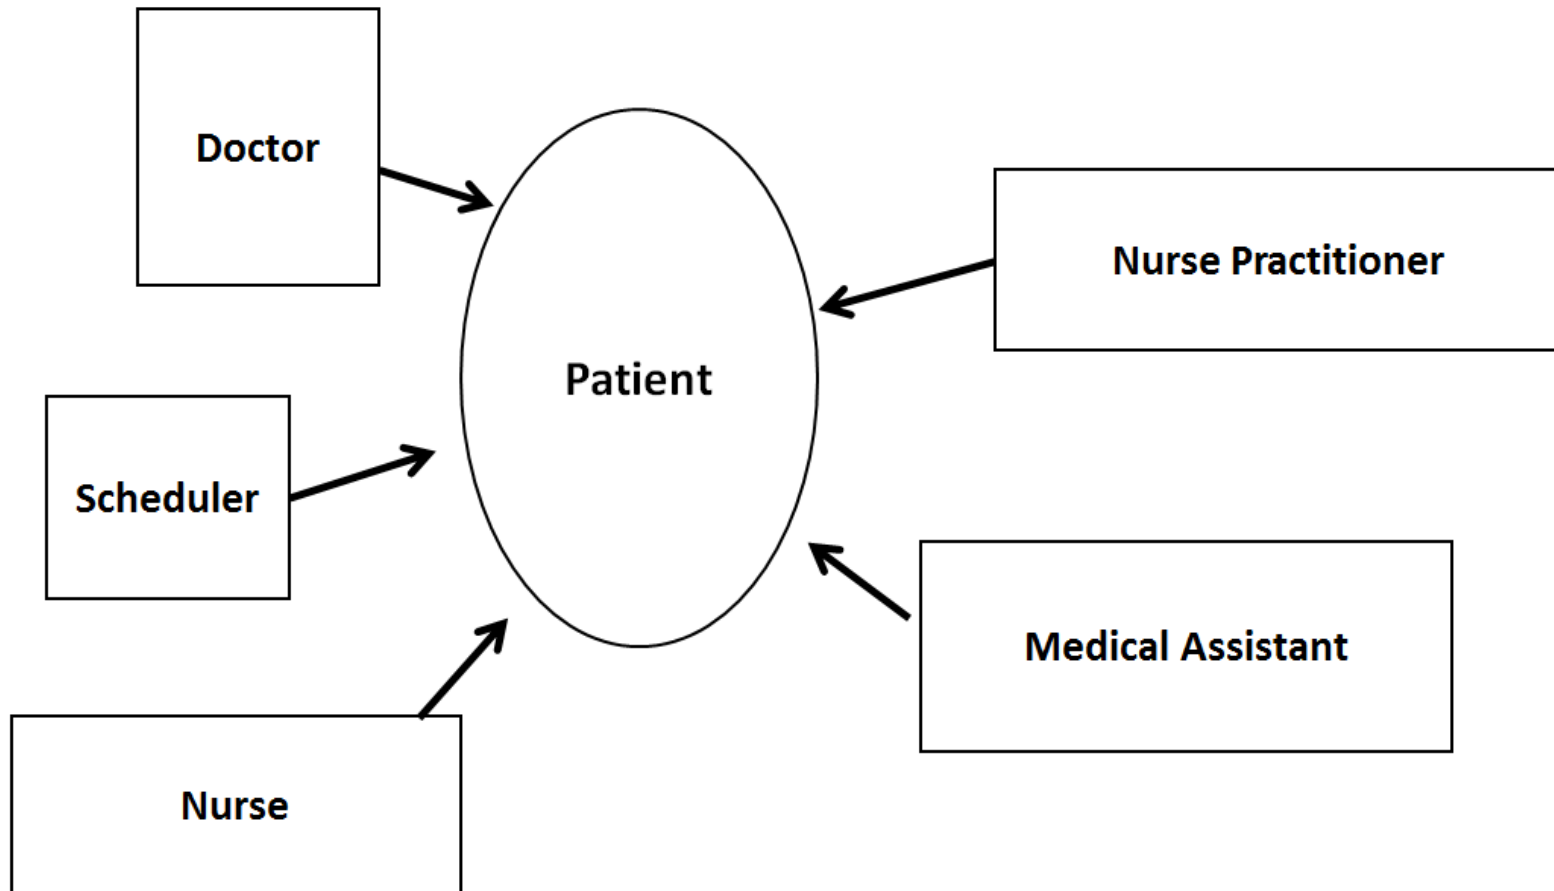 Doctor
Nurse Practitioner
Patient
Scheduler
Medical Assistant
Nurse